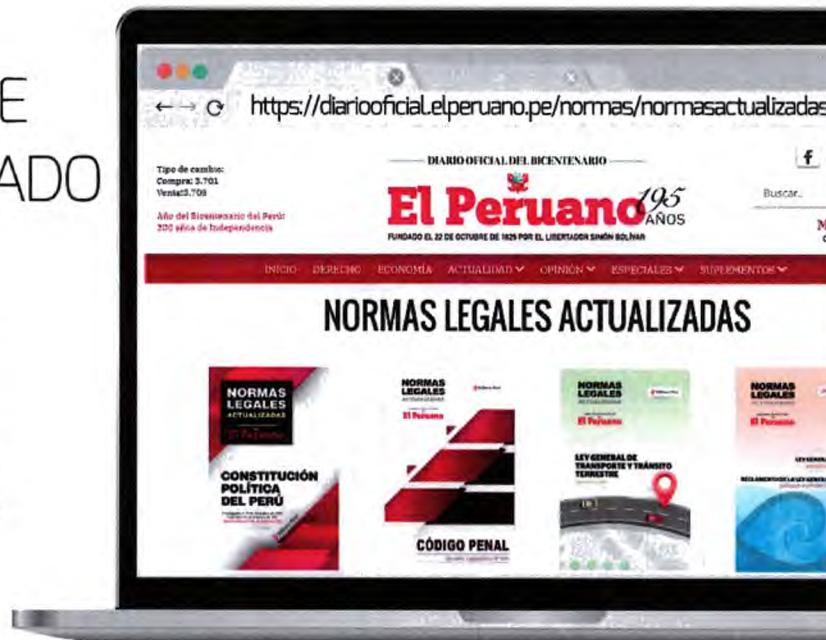 E
ADO
https://diariooficial.elperuano.pe/normas/normasactualizadas
Tipo de cambio:
Compra: 3.701
Venta:3.706
Año del Bicentenario del Perú:
200 años de Independencia
DIARIO OFICIAL DEL BICENTENARIO
El Peruano
195
AÑOS
FUNDADO EL 22 DE OCTUBRE DE 1825 POR EL LIBERTADOR SIMÓN BOLÍVAR
f
Buscar..
INICIO DERECHO ECONOMÍA ACTUALIDAD OPINIÓN ESPECIALES SUPLEMENTOS
NORMAS LEGALES ACTUALIZADAS
NORMAS
LEGALES
ACTUALIZADAS
El Peruano
CONSTITUCIÓN
POLÍTICA
DEL PERÚ
NORMAS
LEGALES
El Peruano
CÓDIGO PENAL
NORMAS
LEGALES
El Peruano
LEY GENERAL DE
TRANSPORTE Y TRÁNSITO
TERRESTRE
NORMAS
LEGALES
El Peruano